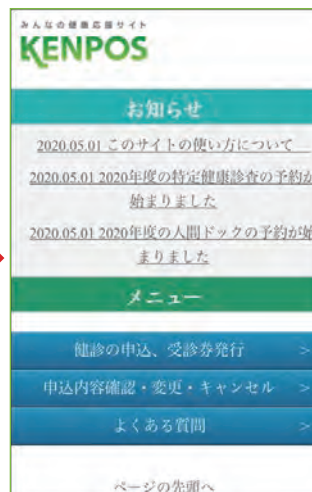 みんなの健康応援サイト
KENPOS
お知らせ
2020.05.01 このサイトの使い方について
2020.05.01 2020年度の特定健康診査の予約が
始まりました
2020.05.01 2020年度の人間ドックの予約が始
まりました
メニュー
健診の申込、受診券発行 >
申込内容確認・変更・キャンセル >
よくある質問 >
ページの先頭へ